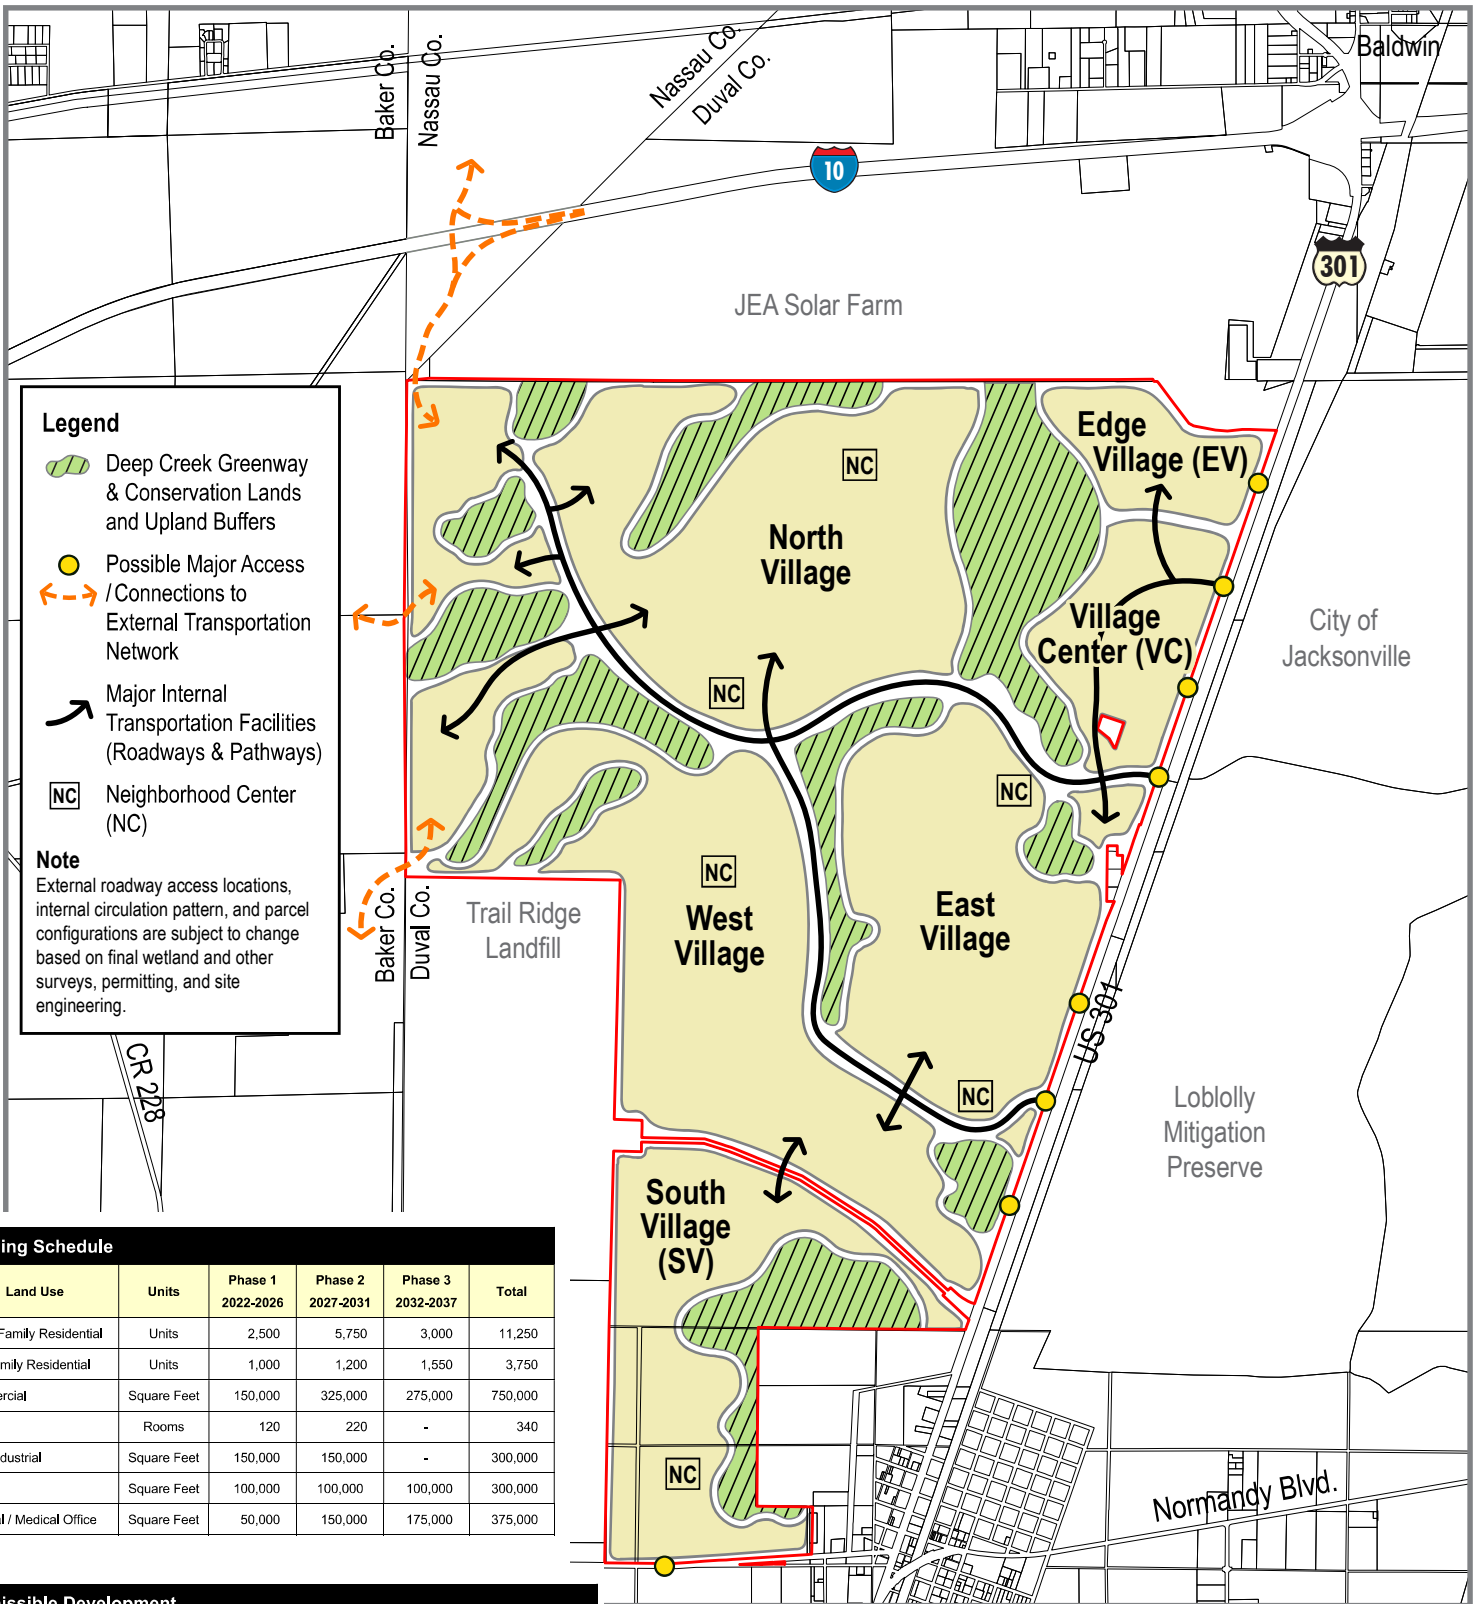 Baldwin
Baker Co.
Nassau Co.
Nassau Co.
Duval Co.
10
301
JEA Solar Farm
Legend
Deep Creek Greenway
& Conservation Lands
and Upland Buffers
Possible Major Access
/ Connections to
External Transportation
Network
Major Internal
Transportation Facilities
(Roadways & Pathways)
NC
Neighborhood Center
(NC)
Note
External roadway access locations,
internal circulation pattern, and parcel
configurations are subject to change
based on final wetland and other
surveys, permitting, and site
engineering.
Edge
Village (EV)
NC
North
Village
Village
Center (VC)
City of
Jacksonville
NC
NC
NC
West
Village
East
Village
Trail Ridge
Landfill
Baker Co.
Duval Co.
US 301
CR 228
NC
Loblolly
Mitigation
Preserve
South
Village
(SV)
NC
Normandy Blvd.
ing Schedule
Land Use Units Phase 1 2022-2026 Phase 2 2027-2031 Phase 3 2032-2037 Total
Family Residential Units 2,500 5,750 3,000 11,250
mily Residential Units 1,000 1,200 1,550 3,750
ercial Square Feet 150,000 325,000 275,000 750,000
Rooms 120 220 - 340
dustrial Square Feet 150,000 150,000 - 300,000
Square Feet 100,000 100,000 100,000 300,000
al / Medical Office Square Feet 50,000 150,000 175,000 375,000
issible Development